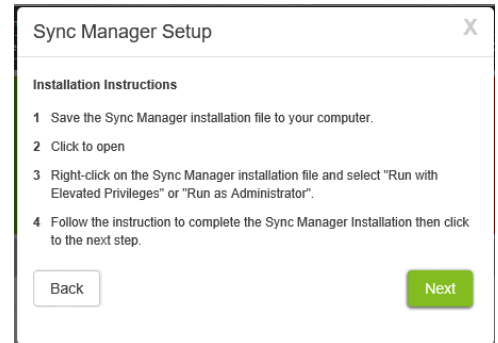 Sync Manager Setup
X
Installation Instructions
1 Save the Sync Manager installation file to your computer.
2 Click to open
3 Right-click on the Sync Manager installation file and select "Run with
Elevated Privileges" or "Run as Administrator".
4 Follow the instruction to complete the Sync Manager Installation then click
to the next step.
Back
Next